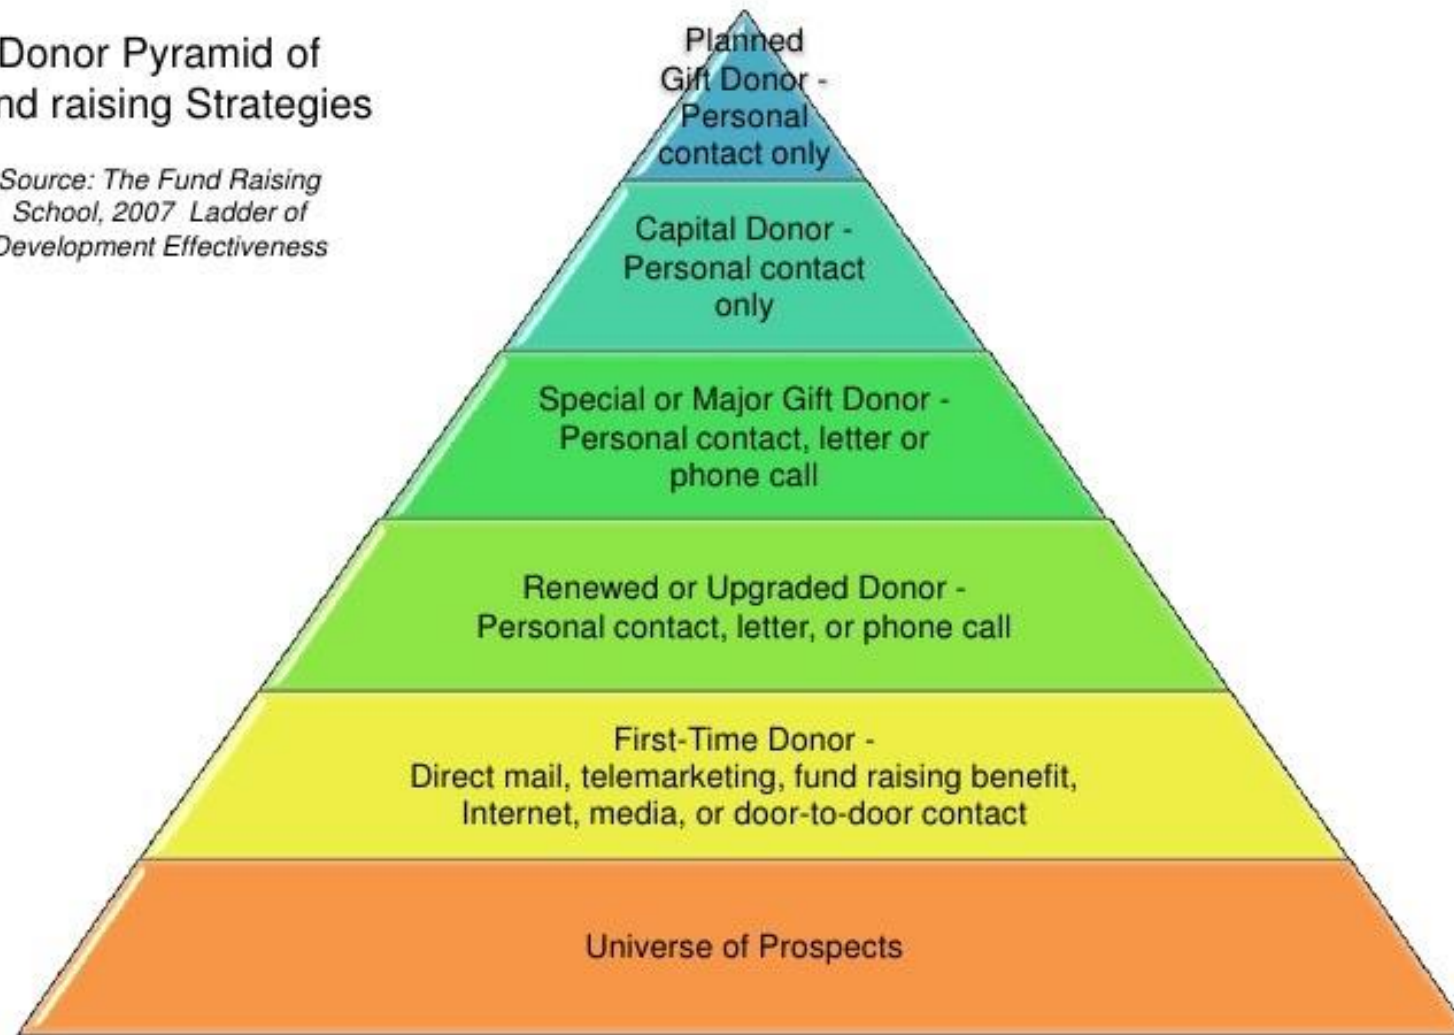 Donor Pyramid of
nd raising Strategies
Source: The Fund Raising
School, 2007 Ladder of
Development Effectiveness
Planned
Gift Donor -
Personal
contact only
Capital Donor -
Personal contact
only
Special or Major Gift Donor -
Personal contact, letter or
phone call
Renewed or Upgraded Donor -
Personal contact, letter, or phone call
First-Time Donor -
Direct mail, telemarketing, fund raising benefit,
Internet, media, or door-to-door contact
Universe of Prospects